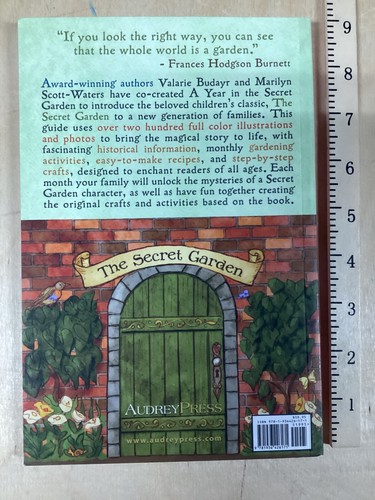 "If you look the right way, you can see
that the whole world is a garden."
- Frances Hodgson Burnett
Award-winning authors Valarie Budayr and Marilyn
Scott-Waters have co-created A Year in the Secret
Garden to introduce the beloved children's classic, The
Secret Garden to a new generation of families. This
guide uses over two hundred full color illustrations
and photos to bring the magical story to life, with
fascinating historical information, monthly gardening
activities, easy-to-make recipes, and step-by-step
crafts, designed to enchant readers of all ages. Each
month your family will unlock the mysteries of a Secret
Garden character, as well as have fun together creating
the original crafts and activities based on the book.
The Secret Garden
AUDREYPRESS
www.audreypress.com
9
8
7
6
5
4
3
2
1